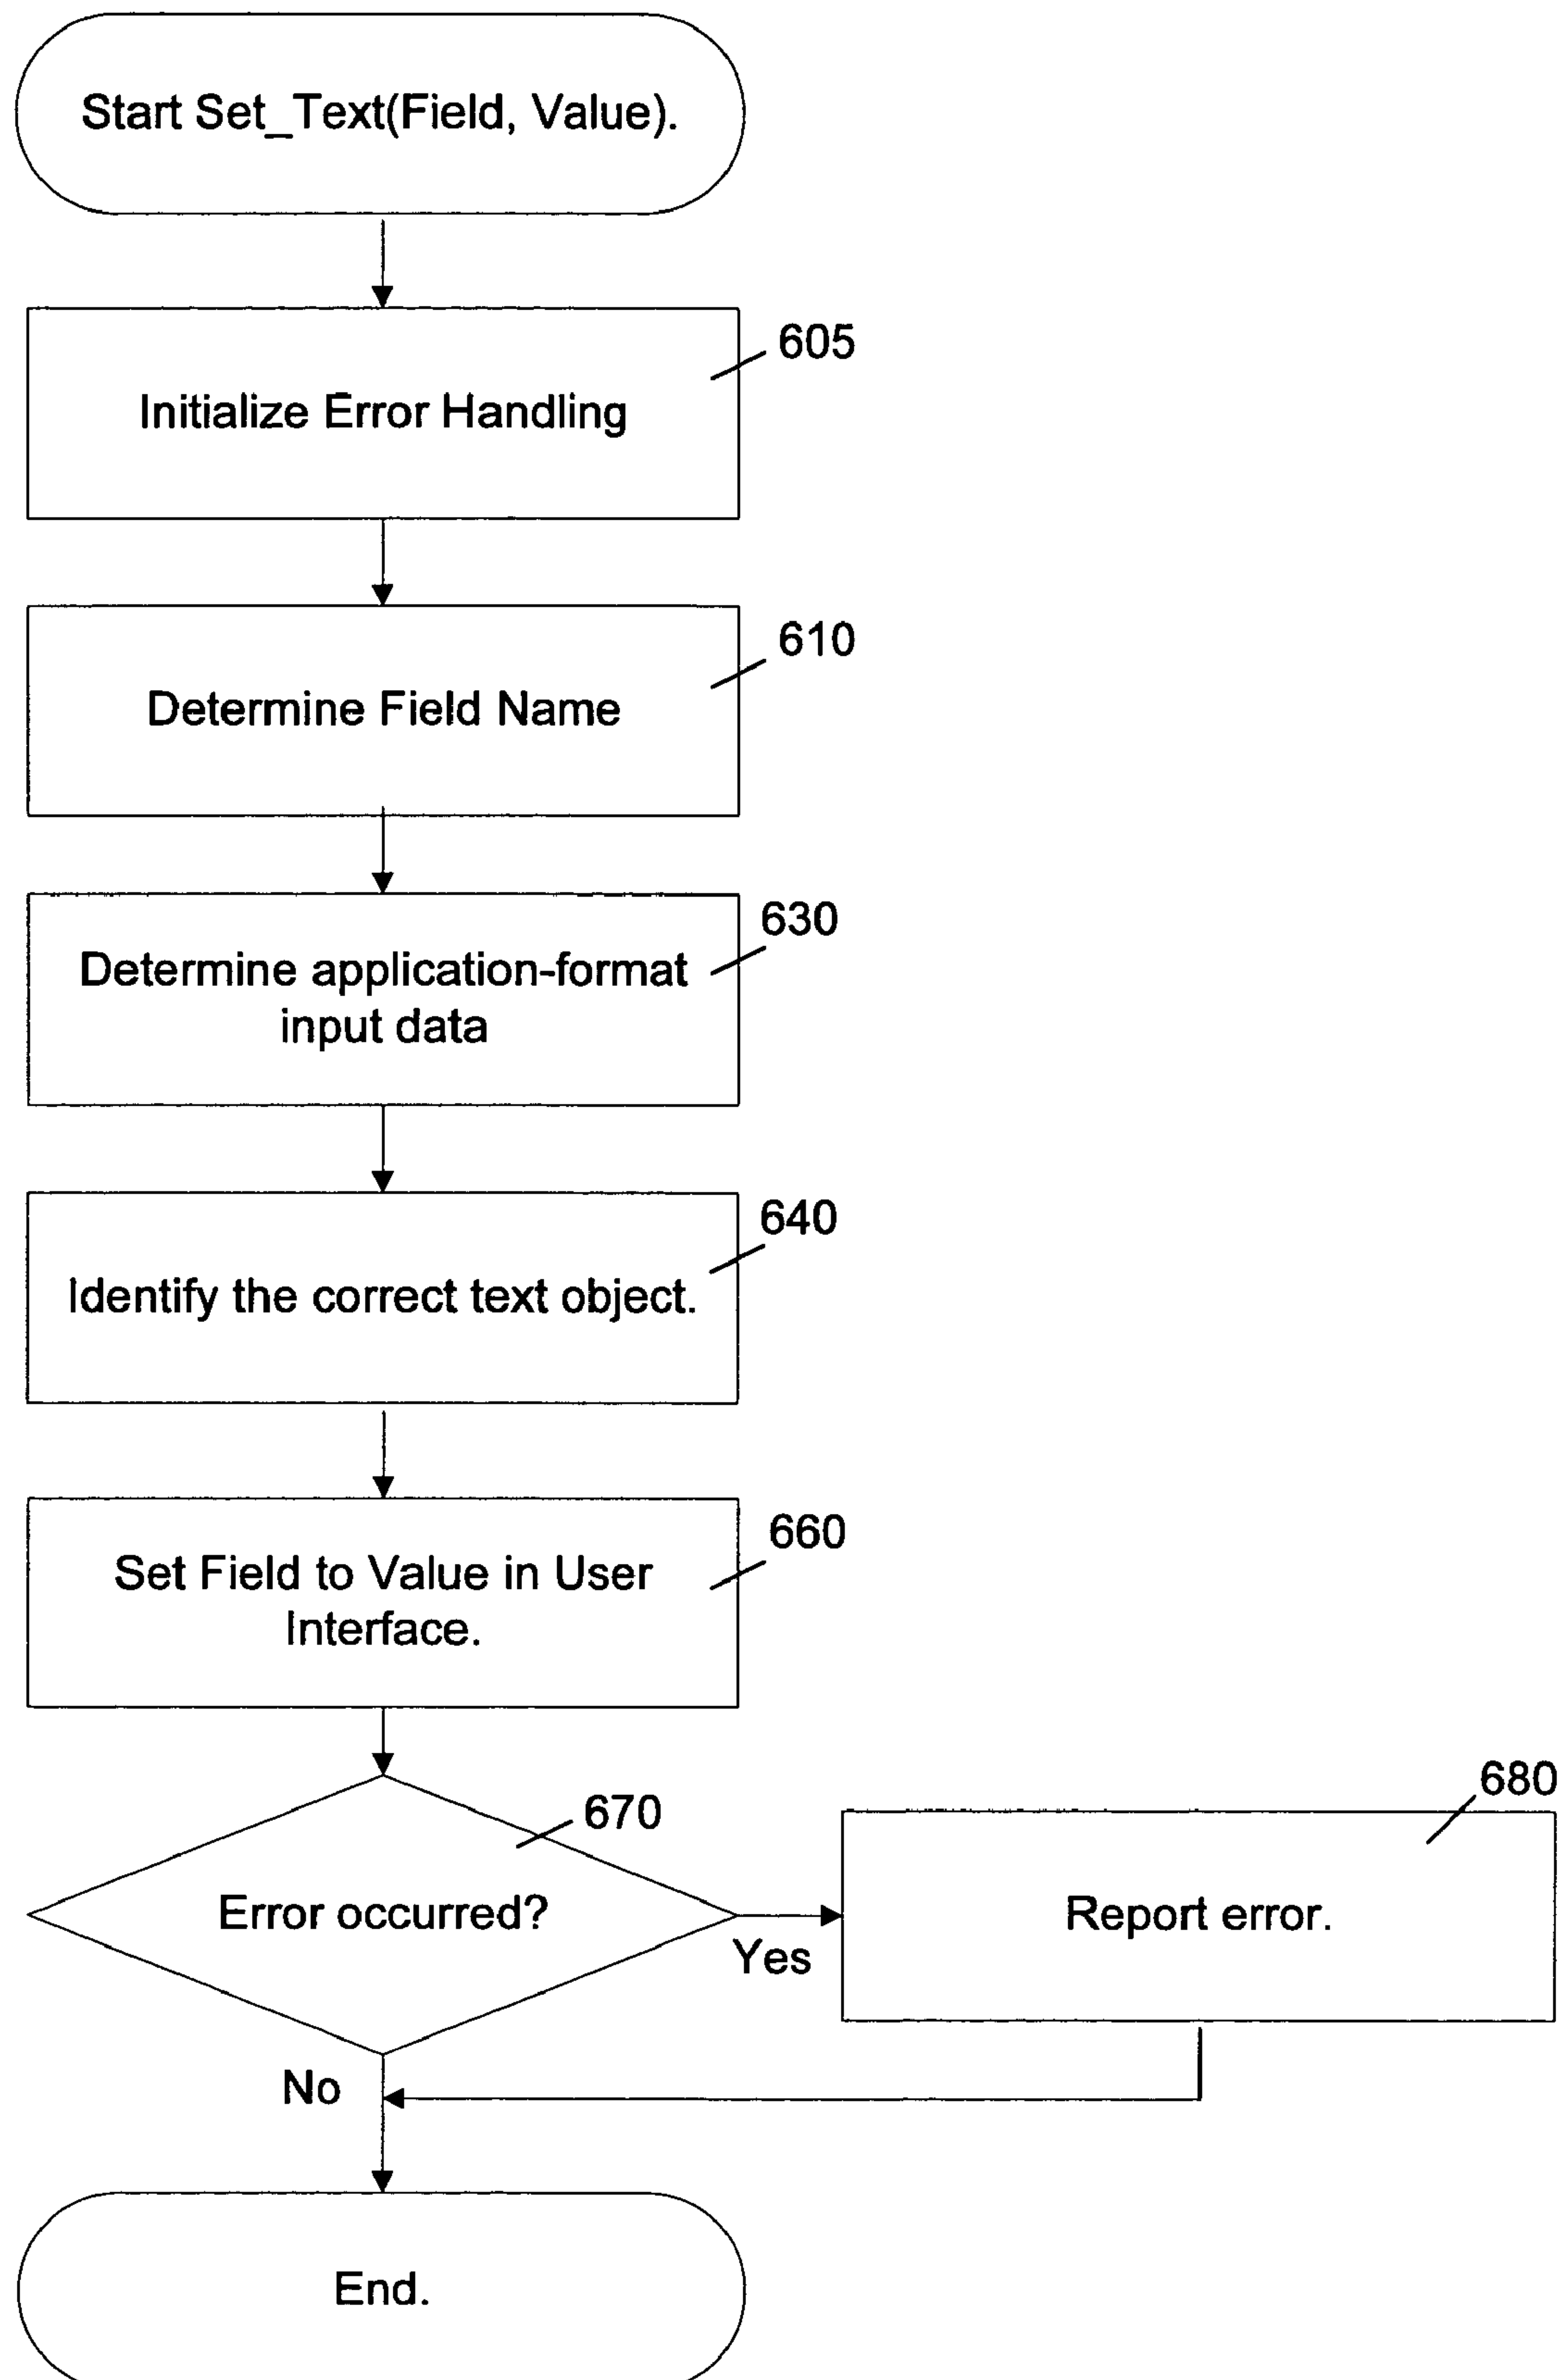 Start Set_Text(Field, Value).
605
Initialize Error Handling
610
Determine Field Name
630
Determine application-format
input data
640
Identify the correct text object.
660
Set Field to Value in User
Interface.
670
Error occurred?
Yes
680
Report error.
No
End.